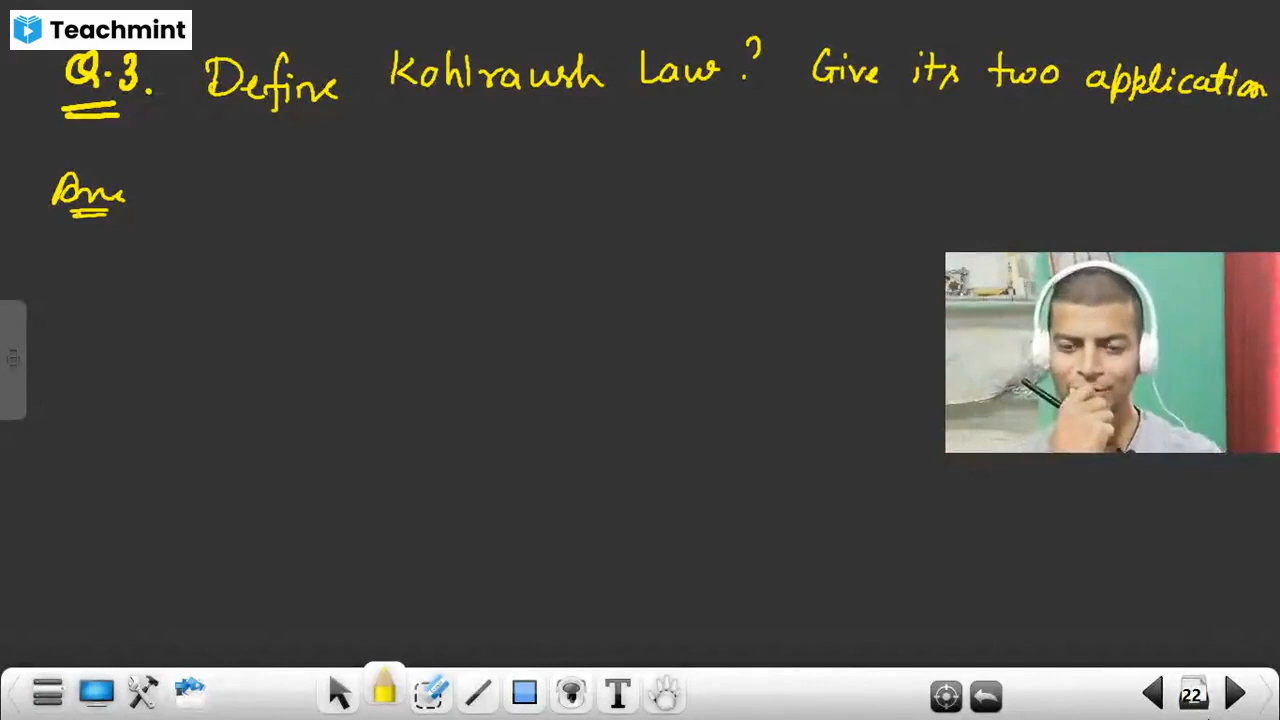 Teachmint
Q.3. Define Kohlraush Law? Give its two application
Ans
22